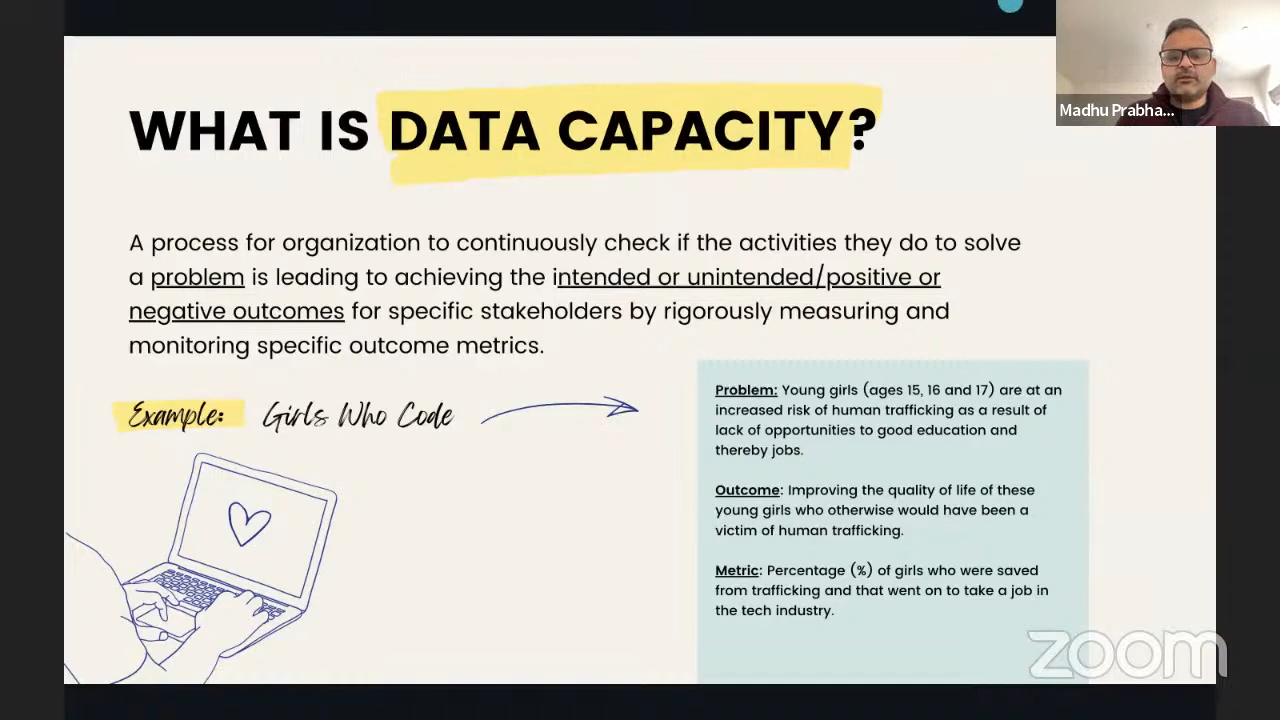 WHAT IS DATA CAPACITY?
Madhu Prabha...
A process for organization to continuously check if the activities they do to solve
a problem is leading to achieving the intended or unintended/positive or
negative outcomes for specific stakeholders by rigorously measuring and
monitoring specific outcome metrics.
Example: Girls Who Code
Problem: Young girls (ages 15, 16 and 17) are at an
increased risk of human trafficking as a result of
lack of opportunities to good education and
thereby jobs.
Outcome: Improving the quality of life of these
young girls who otherwise would have been a
victim of human trafficking.
Metric: Percentage (%) of girls who were saved
from trafficking and that went on to take a job in
the tech industry.
zoom